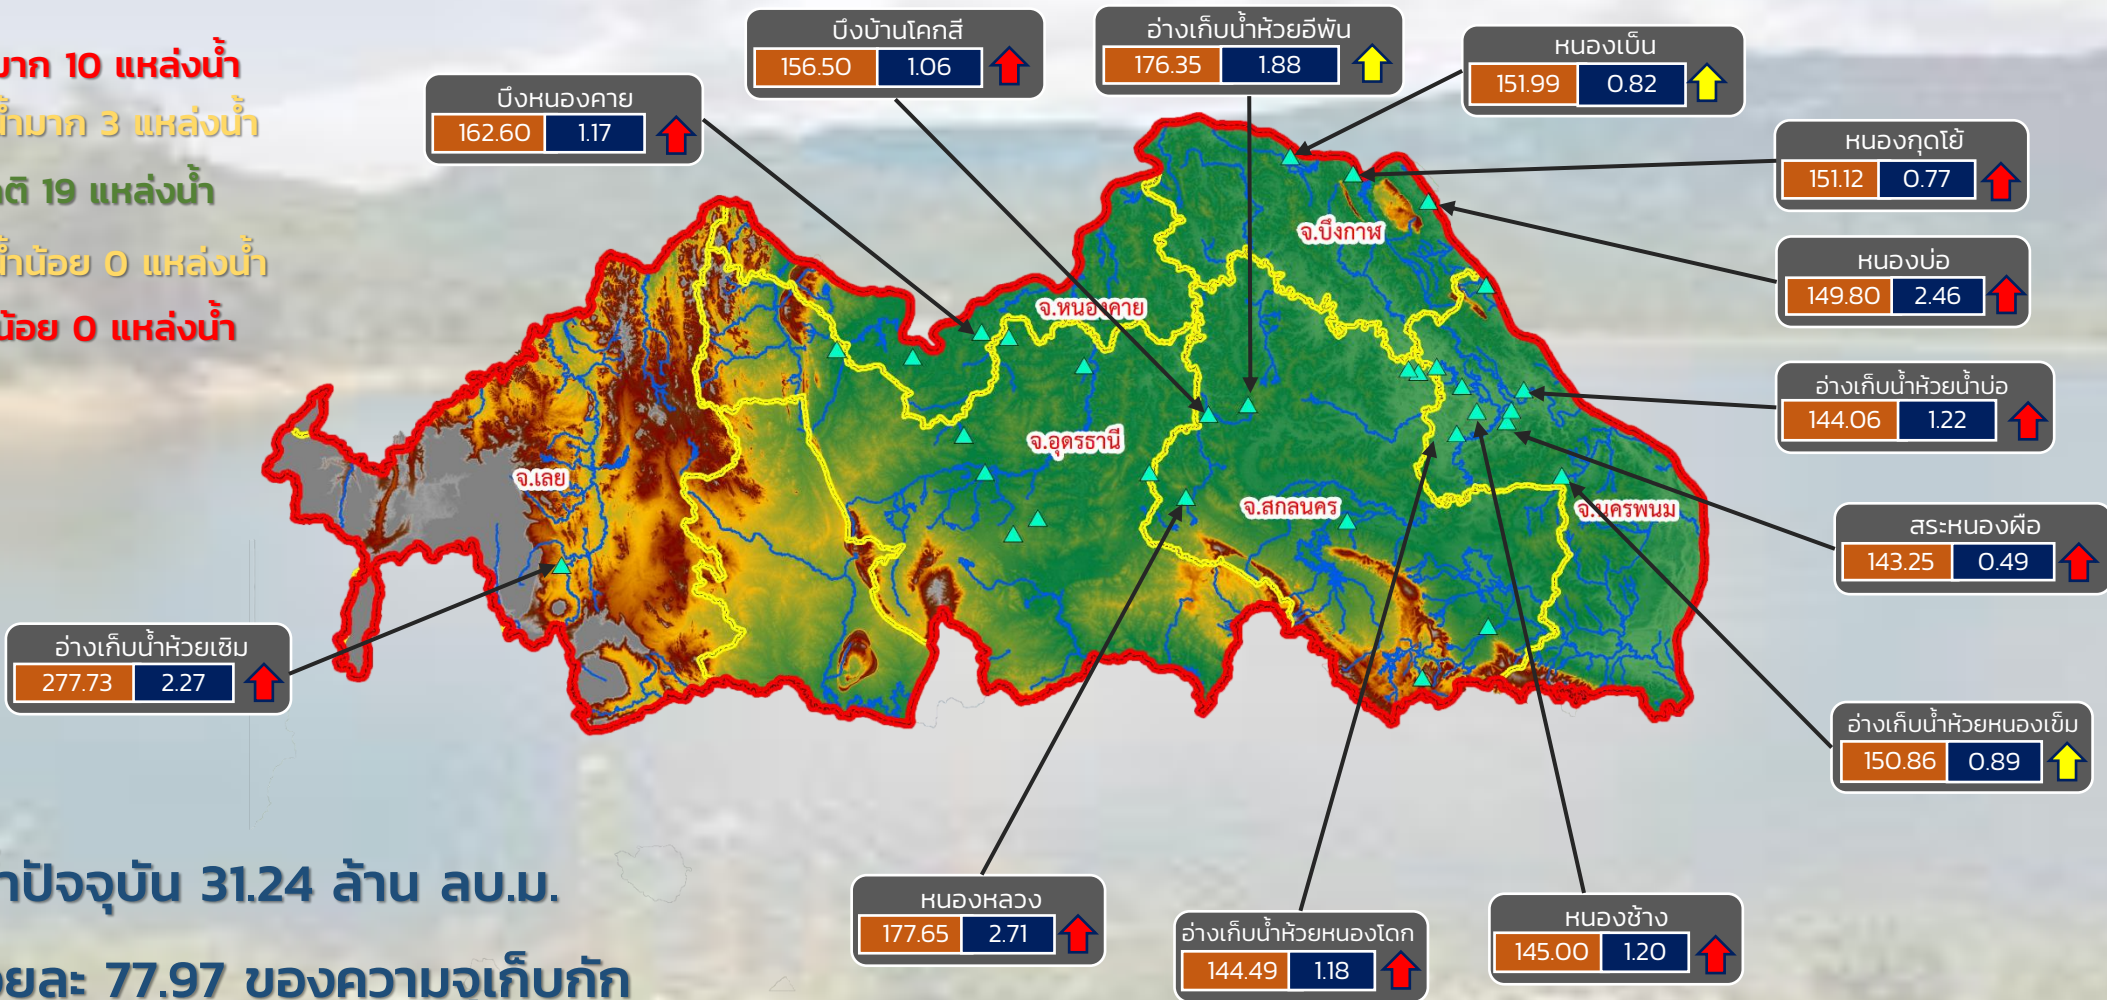 มาก 10 แหล่งน้ำ
น้ำมาก 3 แหล่งน้ำ
กติ 19 แหล่งน้ำ
น้ำน้อย 0 แหล่งน้ำ
น้อย 0 แหล่งน้ำ
บึงหนองคาย
162.60 1.17
บึงบ้านโคกสี
156.50 1.06
อ่างเก็บน้ำห้วยอีพัน
176.35 1.88
หนองเบ็น
151.99 0.82
หนองกุดโย้
151.12 0.77
หนองบ่อ
149.80 2.46
อ่างเก็บน้ำห้วยน้ำบ่อ
144.06 1.22
สระหนองผือ
143.25 0.49
อ่างเก็บน้ำห้วยหนองเข็ม
150.86 0.89
จ.บึงกาฬ
จ.หนองคาย
จ.อุดรธานี
จ.เลย
จ.สกลนคร
จ.นครพนม
อ่างเก็บน้ำห้วยเซิม
277.73 2.27
หนองหลวง
177.65 2.71
อ่างเก็บน้ำห้วยหนองโดก
144.49 1.18
หนองช้าง
145.00 1.20
ปัจจุบัน 31.24 ล้าน ลบ.ม.
ยละ 77.97 ของความจุเก็บกัก